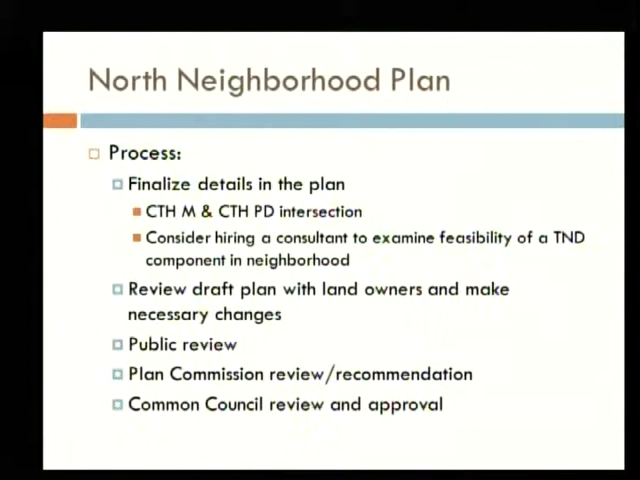 North Neighborhood Plan
Process:
Finalize details in the plan
CTH M & CTH PD intersection
Consider hiring a consultant to examine feasibility of a TND
component in neighborhood
Review draft plan with land owners and make
necessary changes
Public review
Plan Commission review/recommendation
Common Council review and approval